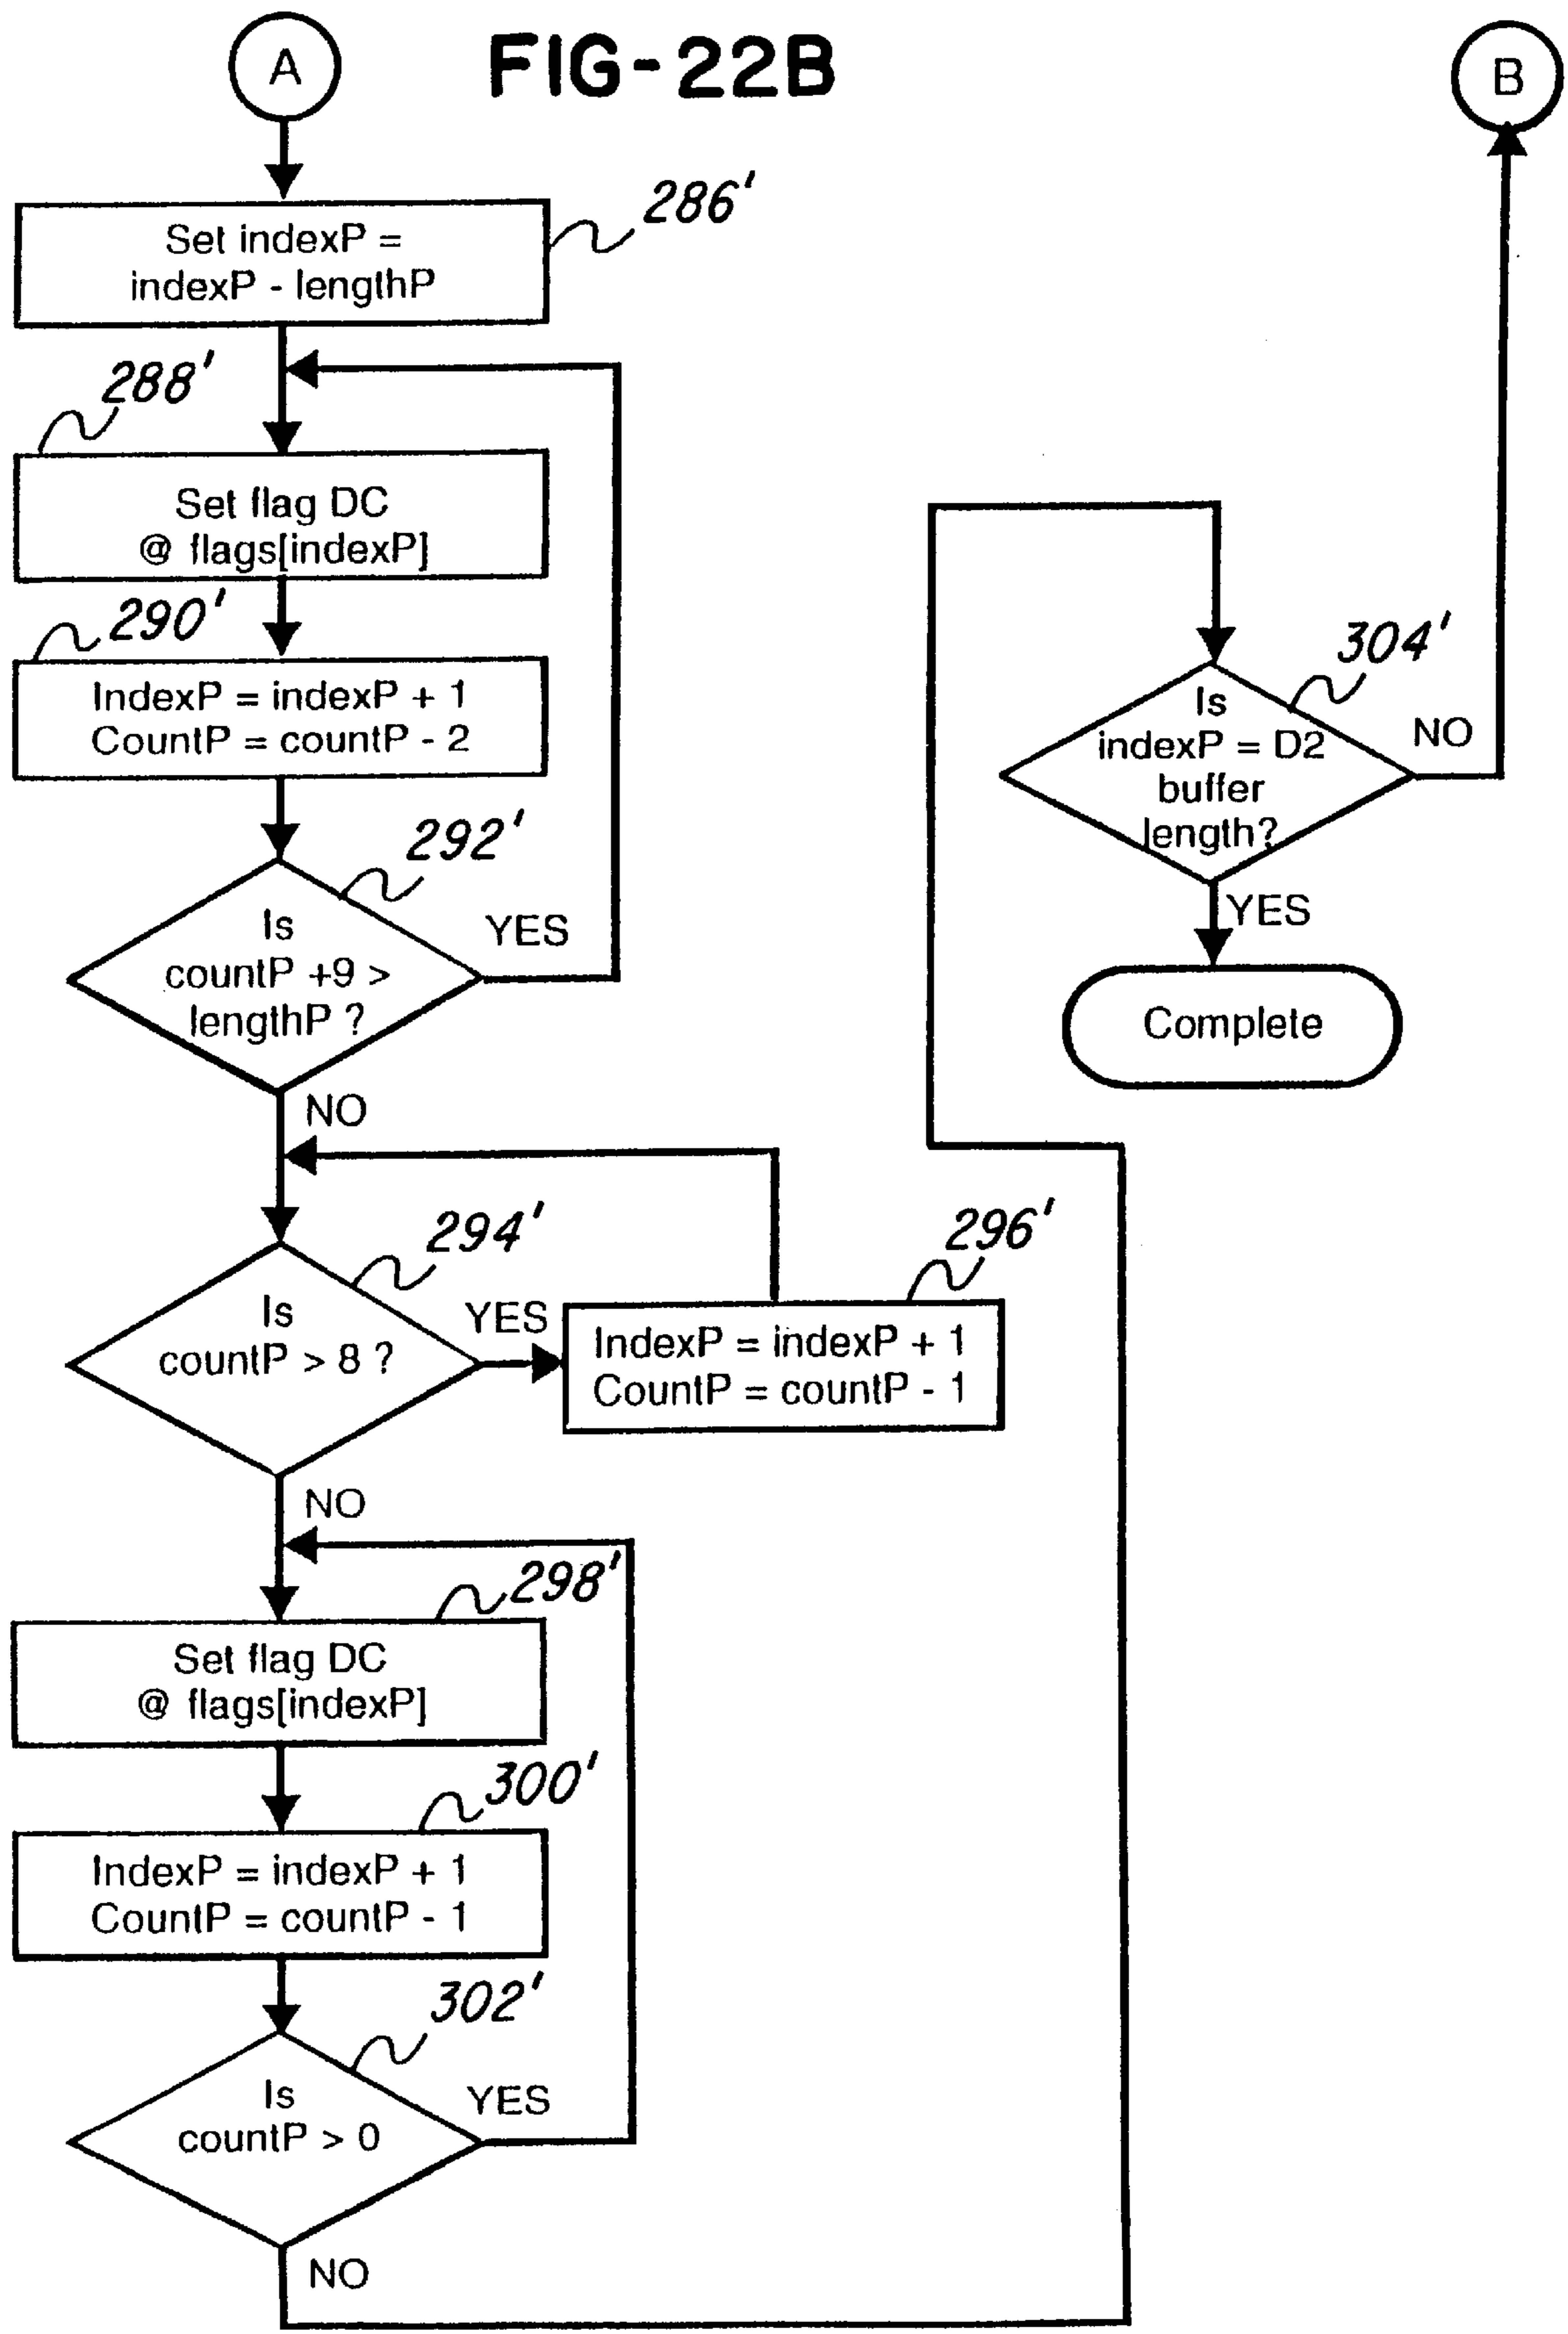 A
FIG-22B
B
286'
Set indexP =
indexP - lengthP
288'
Set flag DC
@ flags[indexP]
290'
IndexP = indexP + 1
CountP = countP - 2
292'
Is
countP +9 >
lengthP ?
YES
NO
294'
Is
countP > 8 ?
YES
296'
IndexP = indexP + 1
CountP = countP - 1
NO
298'
Set flag DC
@ flags[indexP]
300'
IndexP = indexP + 1
CountP = countP - 1
302'
Is
countP > 0
YES
NO
304'
Is
indexP = D2
buffer
length?
NO
YES
Complete